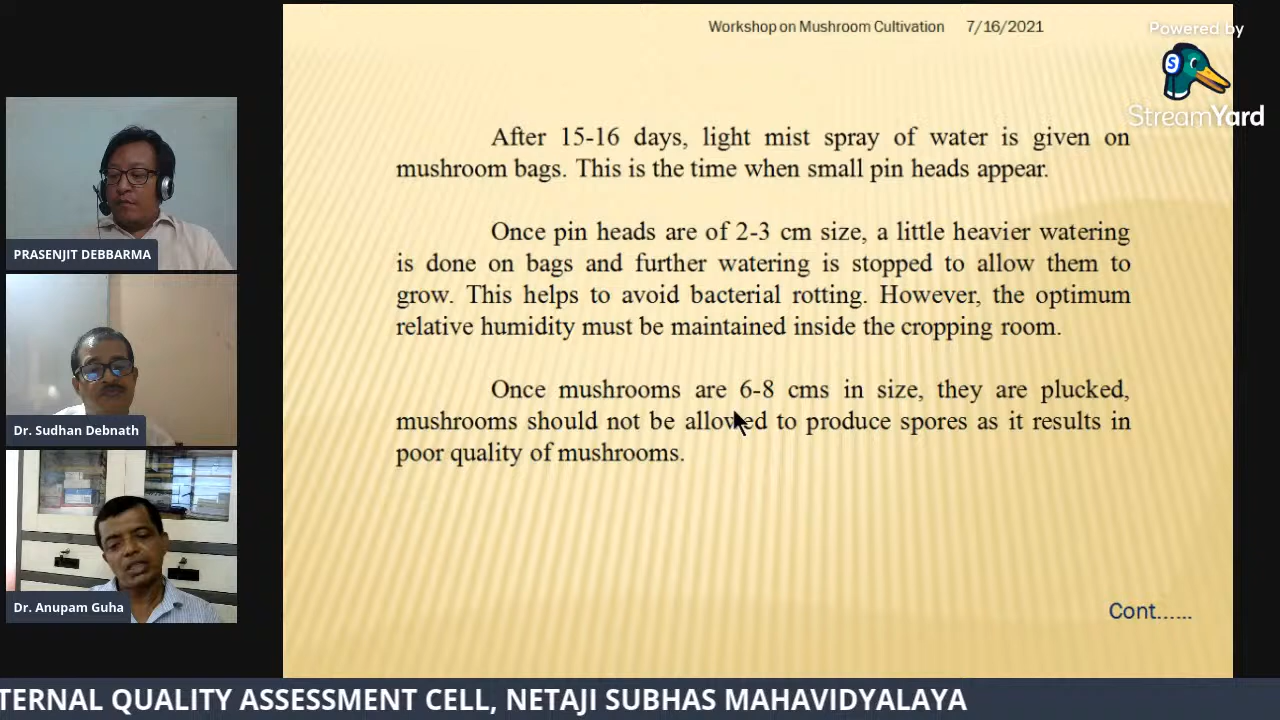 Workshop on Mushroom Cultivation 7/16/2021
Powered by
S
StreamYard
After 15-16 days, light mist spray of water is given on
mushroom bags. This is the time when small pin heads appear.
Once pin heads are of 2-3 cm size, a little heavier watering
is done on bags and further watering is stopped to allow them to
grow. This helps to avoid bacterial rotting. However, the optimum
relative humidity must be maintained inside the cropping room.
Once mushrooms are 6-8 cms in size, they are plucked,
mushrooms should not be allowed to produce spores as it results in
poor quality of mushrooms.
Cont......
PRASENJIT DEBBARMA
Dr. Sudhan Debnath
Dr. Anupam Guha
TERNAL QUALITY ASSESSMENT CELL, NETAJI SUBHAS MAHAVIDYALAYA